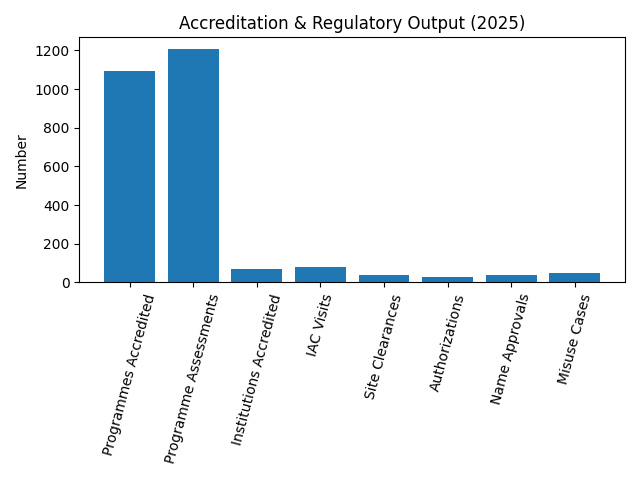 Accreditation & Regulatory Output (2025)
Number
1200
1000
800
600
400
200
0
Programmes Accredited
Programme Assessments
Institutions Accredited
IAC Visits
Site Clearances
Authorizations
Name Approvals
Misuse Cases